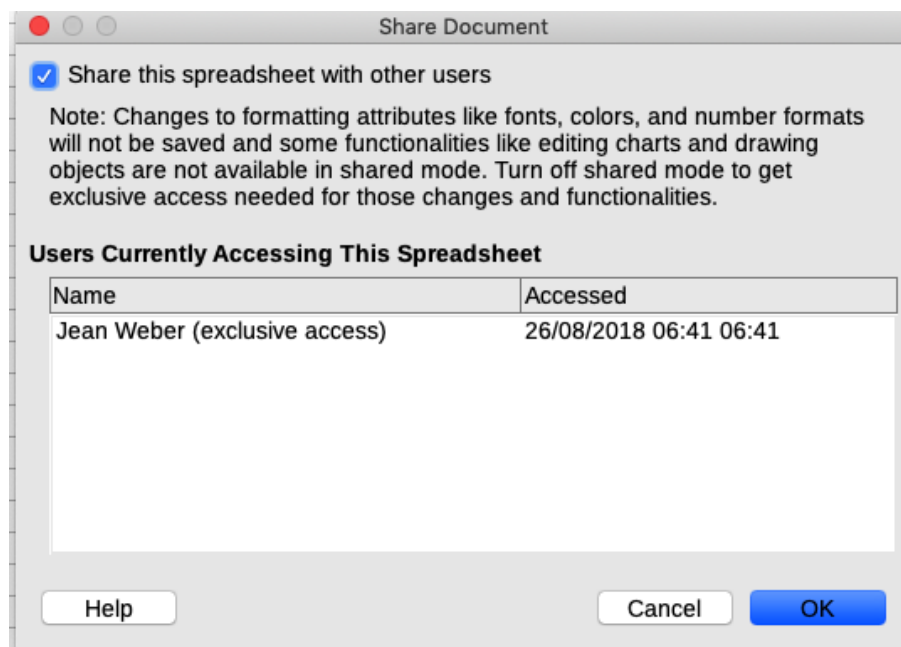 Share Document
Share this spreadsheet with other users
Note: Changes to formatting attributes like fonts, colors, and number formats
will not be saved and some functionalities like editing charts and drawing
objects are not available in shared mode. Turn off shared mode to get
exclusive access needed for those changes and functionalities.
Users Currently Accessing This Spreadsheet
Name Accessed
Jean Weber (exclusive access) 26/08/2018 06:41 06:41
Help Cancel OK